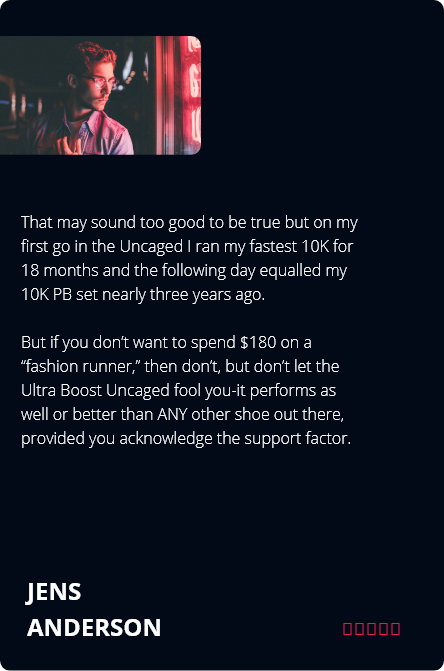 That may sound too good to be true but on my
first go in the Uncaged I ran my fastest 10K for
18 months and the following day equalled my
10K PB set nearly three years ago.
But if you don’t want to spend $180 on a
“fashion runner,” then don’t, but don’t let the
Ultra Boost Uncaged fool you-it performs as
well or better than ANY other shoe out there,
provided you acknowledge the support factor.
JENS
ANDERSON